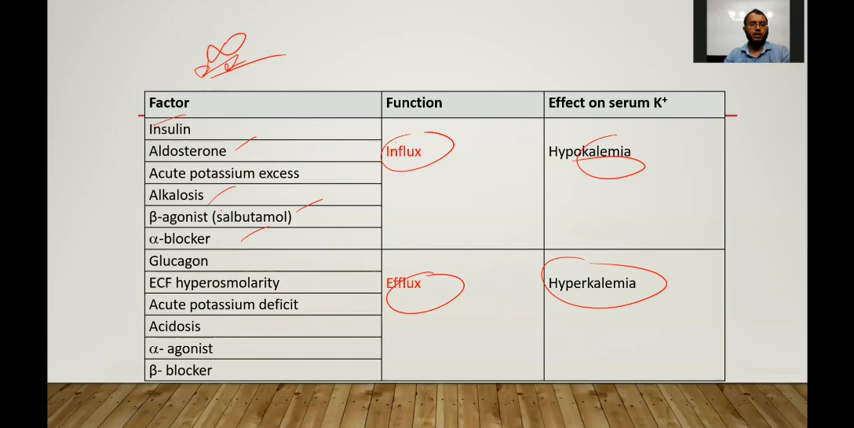 Factor Function Effect on serum K⁺
Insulin
Aldosterone
Influx
Hypokalemia
Acute potassium excess
Alkalosis
β-agonist (salbutamol)
α-blocker
Glucagon
ECF hyperosmolarity
Efflux
Hyperkalemia
Acute potassium deficit
Acidosis
α- agonist
β- blocker